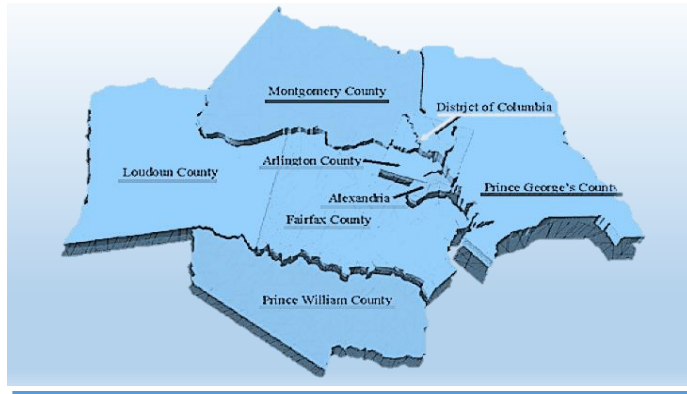 Montgomery County
District of Columbia
Arlington County
Loudoun County
Prince George's County
Alexandria
Fairfax County
Prince William County